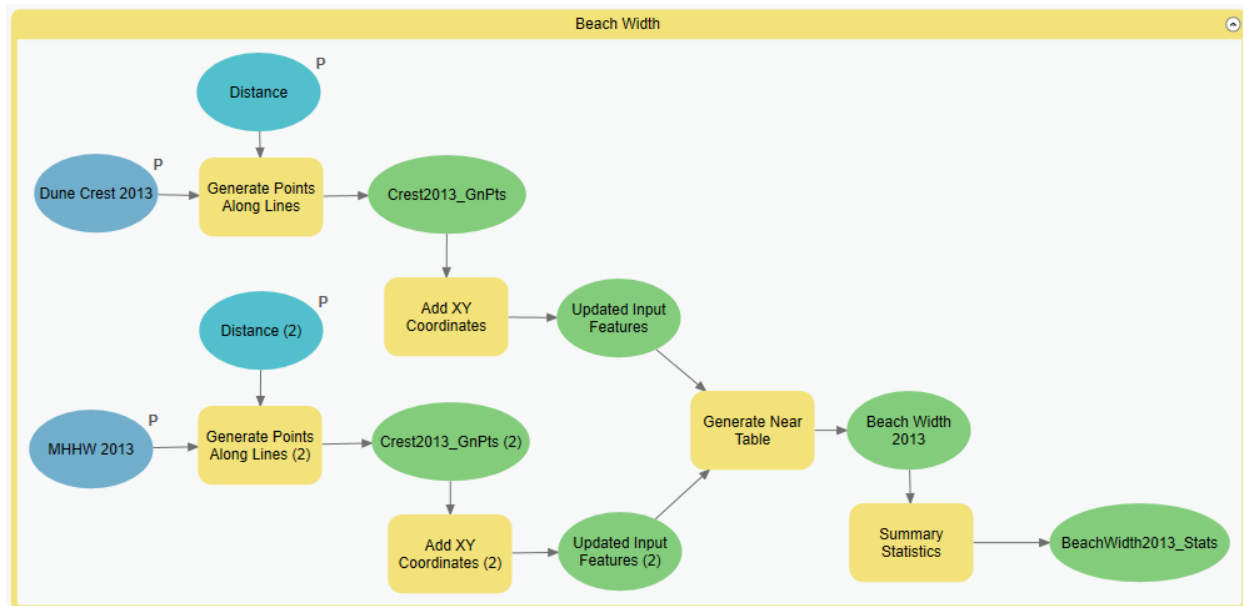 Beach Width
P
Distance
P
Dune Crest 2013
Generate Points
Along Lines
Crest2013_GnPts
Add XY
Coordinates
Updated Input
Features
P
Distance (2)
P
MHHW 2013
Generate Points
Along Lines (2)
Crest2013_GnPts (2)
Add XY
Coordinates (2)
Updated Input
Features (2)
Generate Near
Table
Beach Width
2013
Summary
Statistics
BeachWidth2013_Stats